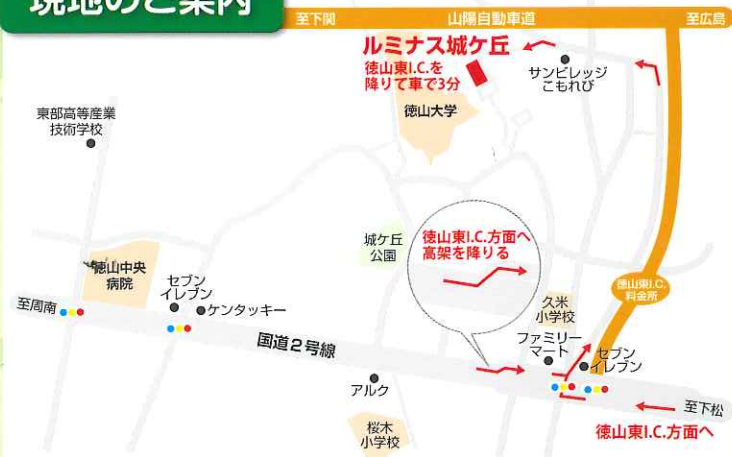 現地のご案内
至下関
山陽自動車道
至広島
ルミナス城ケ丘
徳山東I.C.を
降りて車で3分
サンビレッジ
こもれび
徳山大学
東部高等産業
技術学校
城ケ丘
公園
徳山東I.C.方面へ
高架を降りる
徳山中央
病院
セブン
イレブン
ケンタッキー
至周南
徳山東I.C.
料金所
久米
小学校
国道2号線
ファミリー
マート
セブン
イレブン
アルク
至下松
桜木
小学校
徳山東I.C.方面へ